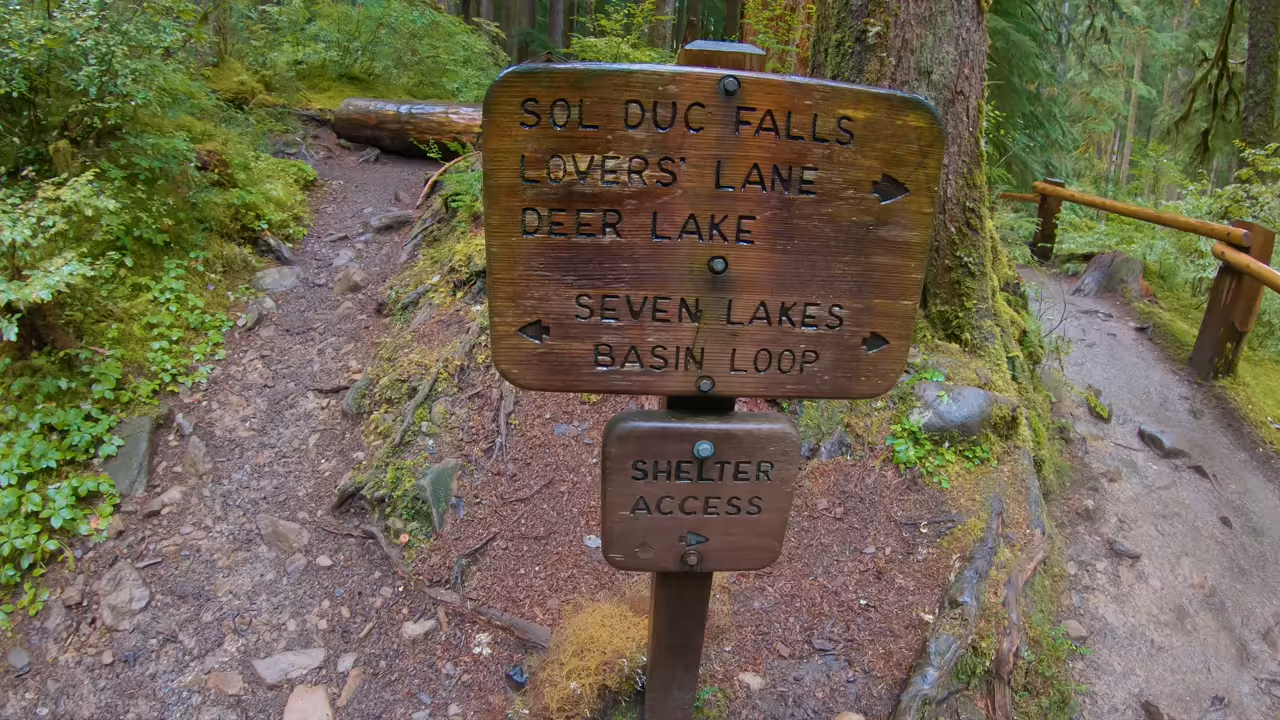 SOL DUC FALLS
LOVERS' LANE
DEER LAKE
SEVEN LAKES
BASIN LOOP
SHELTER
ACCESS